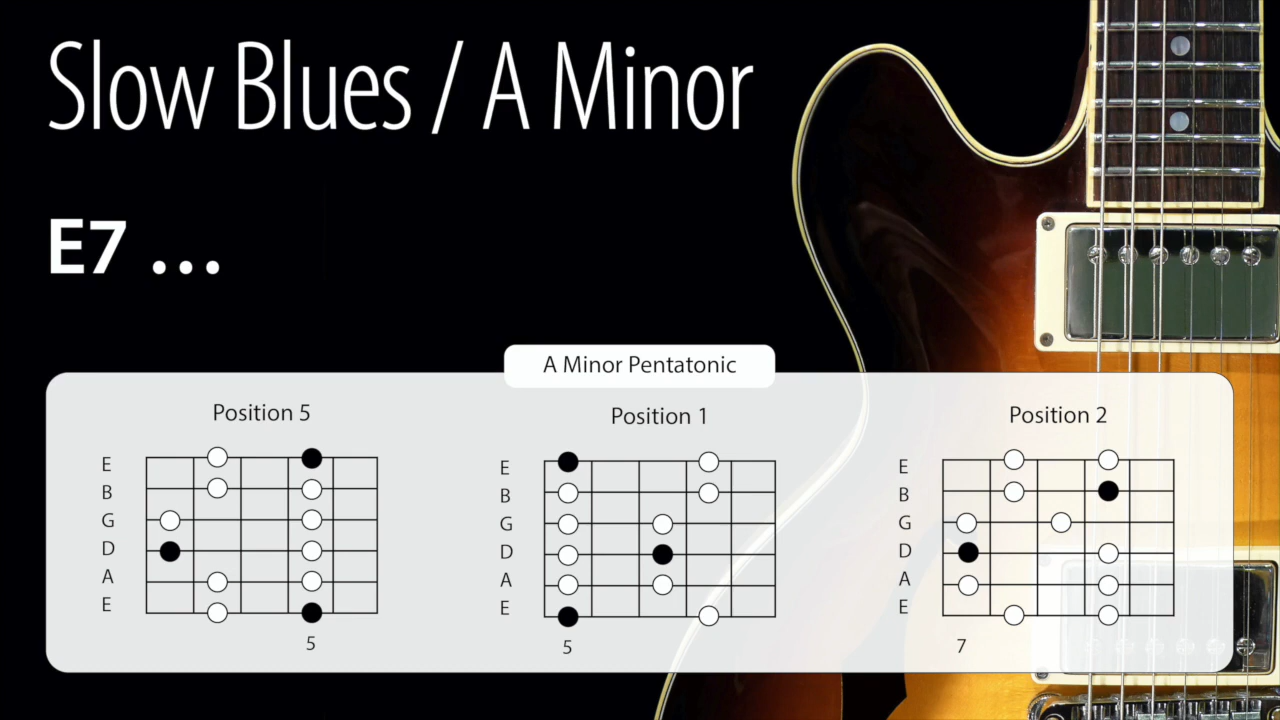 Slow Blues / A Minor
E7 ...
A Minor Pentatonic
Position 5
E
B
G
D
A
E
5
Position 1
E
B
G
D
A
E
5
Position 2
E
B
G
D
A
E
7